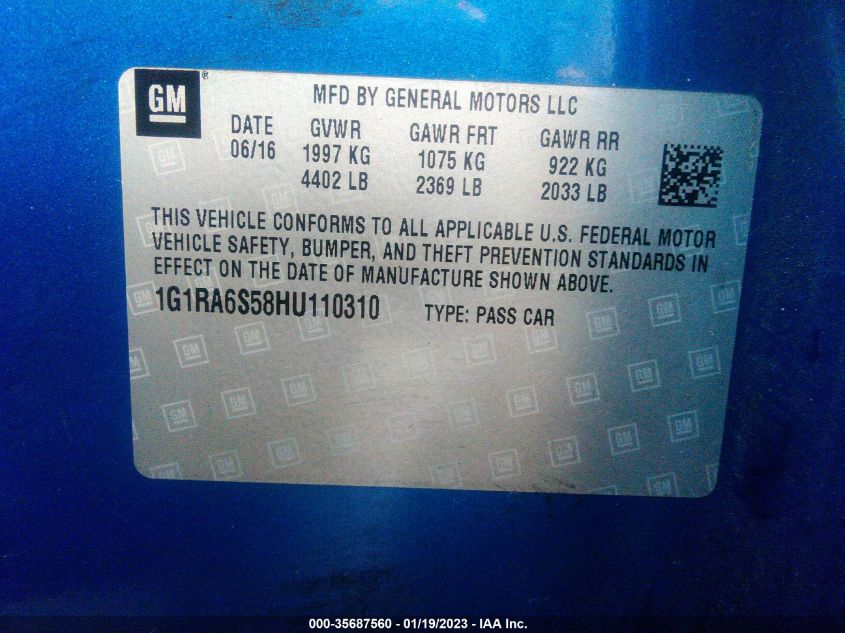 GM®
MFD BY GENERAL MOTORS LLC
DATE GVWR GAWR FRT GAWR RR
06/16 1997 KG 1075 KG 922 KG
4402 LB 2369 LB 2033 LB
THIS VEHICLE CONFORMS TO ALL APPLICABLE U.S. FEDERAL MOTOR
VEHICLE SAFETY, BUMPER, AND THEFT PREVENTION STANDARDS IN
EFFECT ON THE DATE OF MANUFACTURE SHOWN ABOVE.
1G1RA6S58HU110310 TYPE: PASS CAR
000-35687560 - 01/19/2023 - IAA Inc.